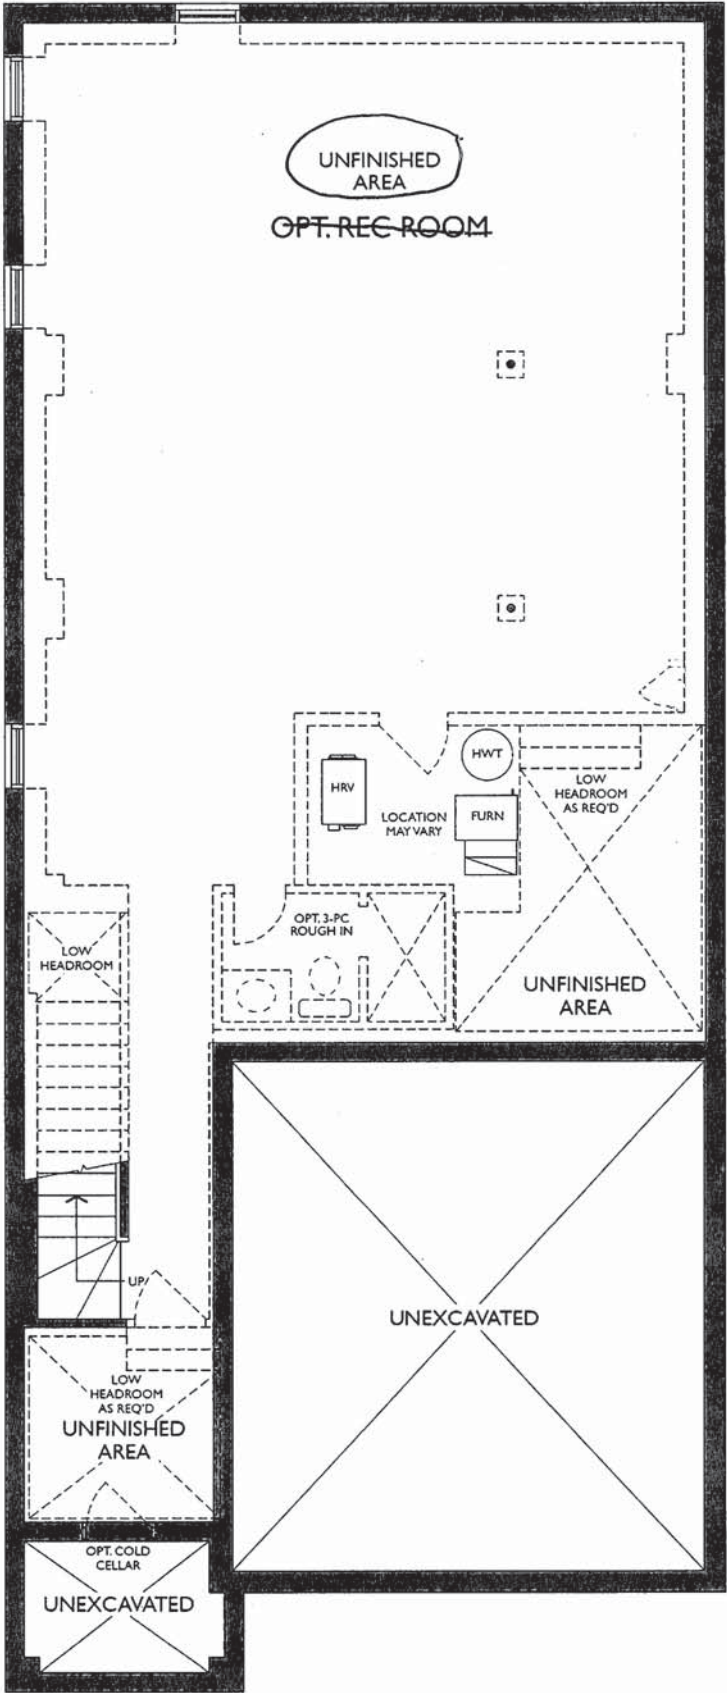 UNFINISHED
AREA
OPT. REC ROOM
HWT
HRV
LOW
HEADROOM
AS REQ'D
LOCATION
MAY VARY
FURN
OPT. 3-PC
ROUGH IN
LOW
HEADROOM
UNFINISHED
AREA
UP
UNEXCAVATED
LOW
HEADROOM
AS REQ'D
UNFINISHED
AREA
OPT. COLD
CELLAR
UNEXCAVATED